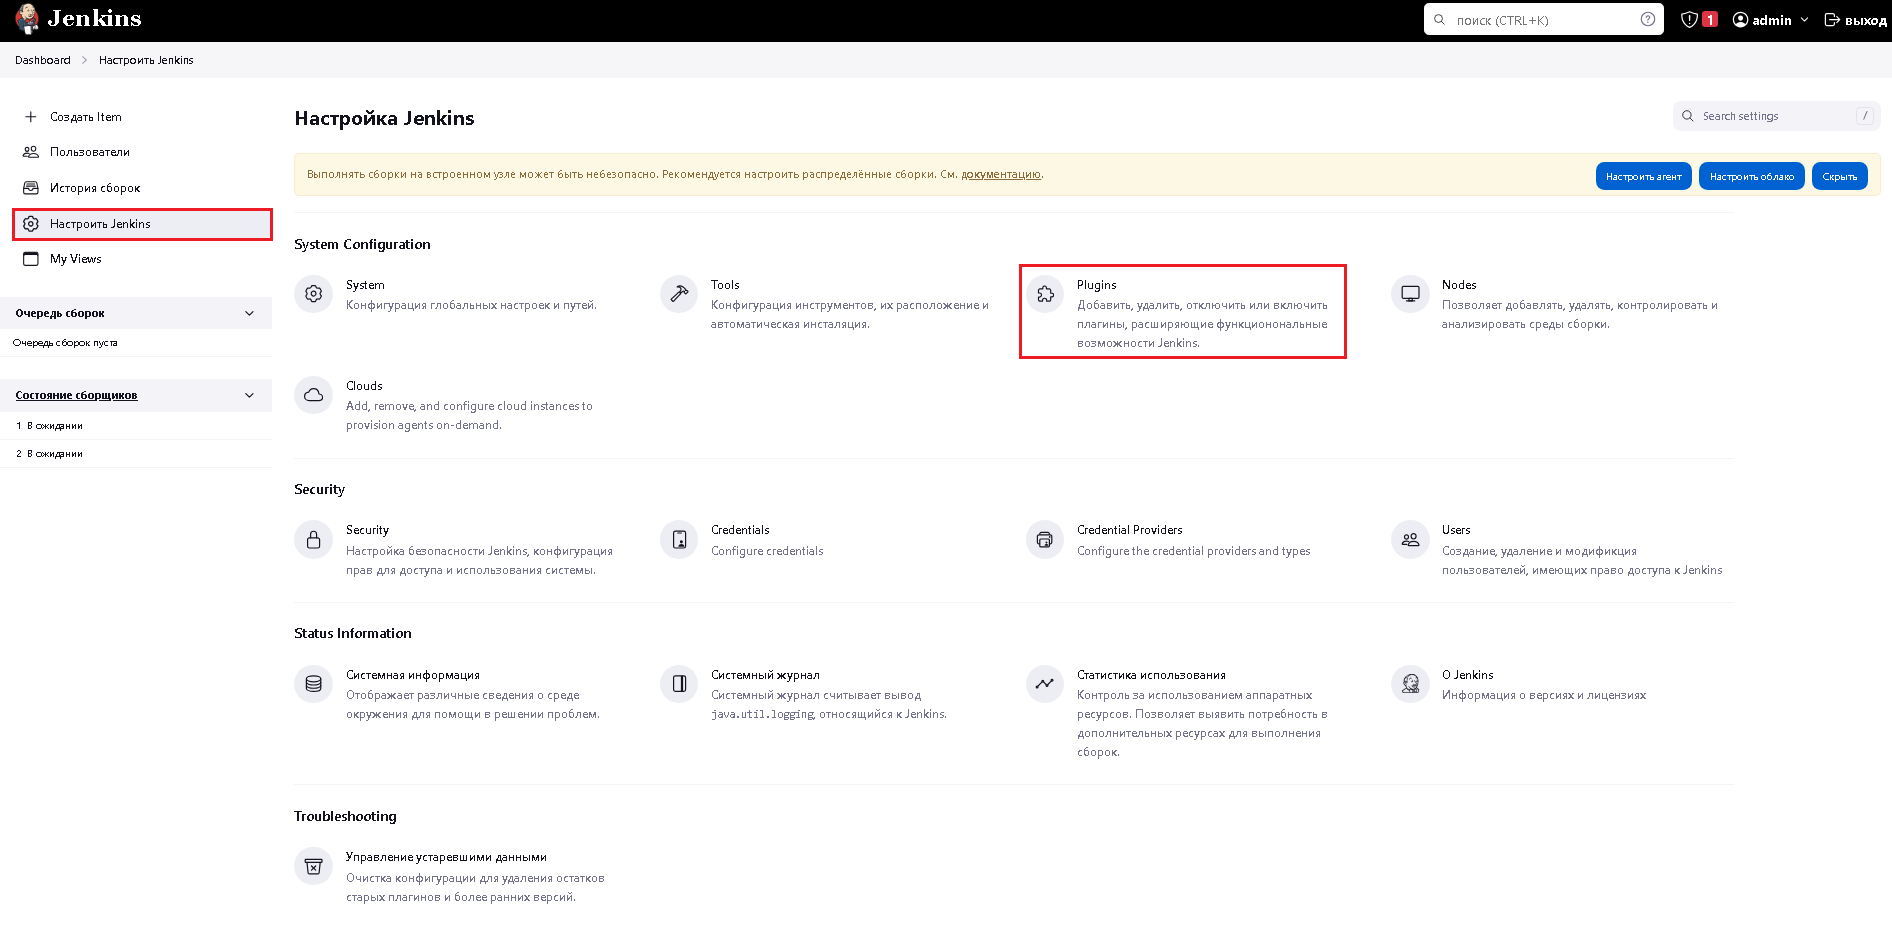 Jenkins
поиск (CTRL+K)
1
admin
выход
Dashboard > Настроить Jenkins
Создать Item
Пользователи
История сборок
Настроить Jenkins
My Views
Очередь сборок
Очередь сборок пуста
Состояние сборщиков
1 В ожидании
2 В ожидании
Настройка Jenkins
Search settings /
Выполнять сборки на встроенном узле может быть небезопасно. Рекомендуется настроить распределённые сборки. См. документацию.
Настроить агент
Настроить облако
Скрыть
System Configuration
System
Конфигурация глобальных настроек и путей.
Tools
Конфигурация инструментов, их расположение и
автоматическая инсталяция.
Plugins
Добавить, удалить, отключить или включить
плагины, расширяющие функциональные
возможности Jenkins.
Nodes
Позволяет добавлять, удалять, контролировать и
анализировать среды сборки.
Clouds
Add, remove, and configure cloud instances to
provision agents on-demand.
Security
Security
Настройка безопасности Jenkins, конфигурация
прав для доступа и использования системы.
Credentials
Configure credentials
Credential Providers
Configure the credential providers and types
Users
Создание, удаление и модификция
пользователей, имеющих право доступа к Jenkins
Status Information
Системная информация
Отображает различные сведения о среде
окружения для помощи в решении проблем.
Системный журнал
Системный журнал считывает вывод
java.util.logging, относящийся к Jenkins.
Статистика использования
Контроль за использованием аппаратных
ресурсов. Позволяет выявить потребность в
дополнительных ресурсах для выполнения
сборок.
О Jenkins
Информация о версиях и лицензиях
Troubleshooting
Управление устаревшими данными
Очистка конфигурации для удаления остатков
старых плагинов и более ранних версий.